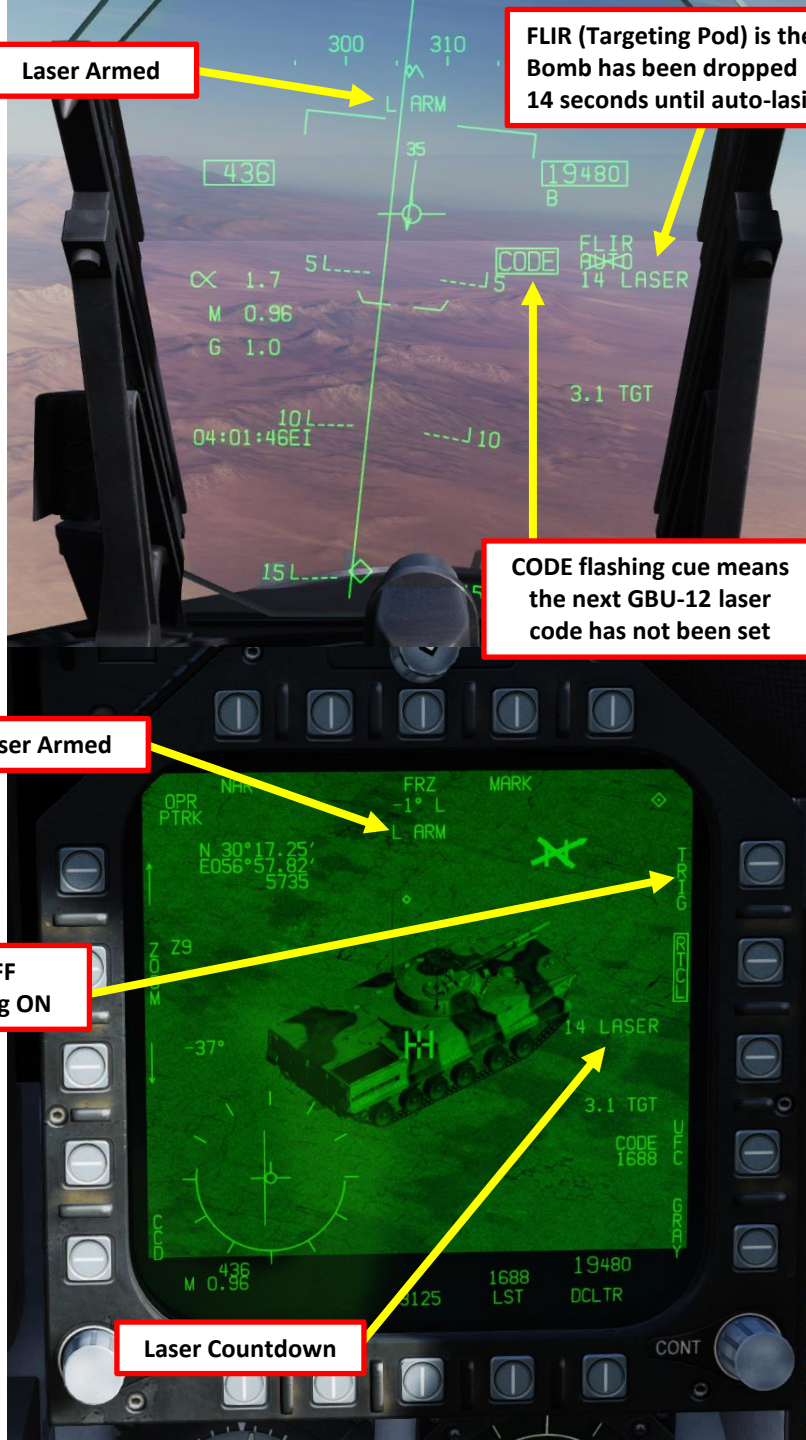 300 310
Laser Armed
FLIR (Targeting Pod) is the
Bomb has been dropped
14 seconds until auto-lasi
L ARM
35
436
19480
B
FLIR
AUTO
CODE
14 LASER
5
5
α 1.7
M 0.96
G 1.0
3.1 TGT
10
10
04:01:46EI
15
CODE flashing cue means
the next GBU-12 laser
code has not been set
ser Armed
NAR FRZ MARK
OPR
PTRK
-1° L
L ARM
N 30°17.25'
E056°57.82'
5735
TRIG
ZOOM
Z9
RTCL
FF
g ON
14 LASER
-37°
3.1 TGT
CODE
1688
UFC
CCD
GRAY
436
M 0.96
19480
1688
3125 LST DCLTR
Laser Countdown
CONT